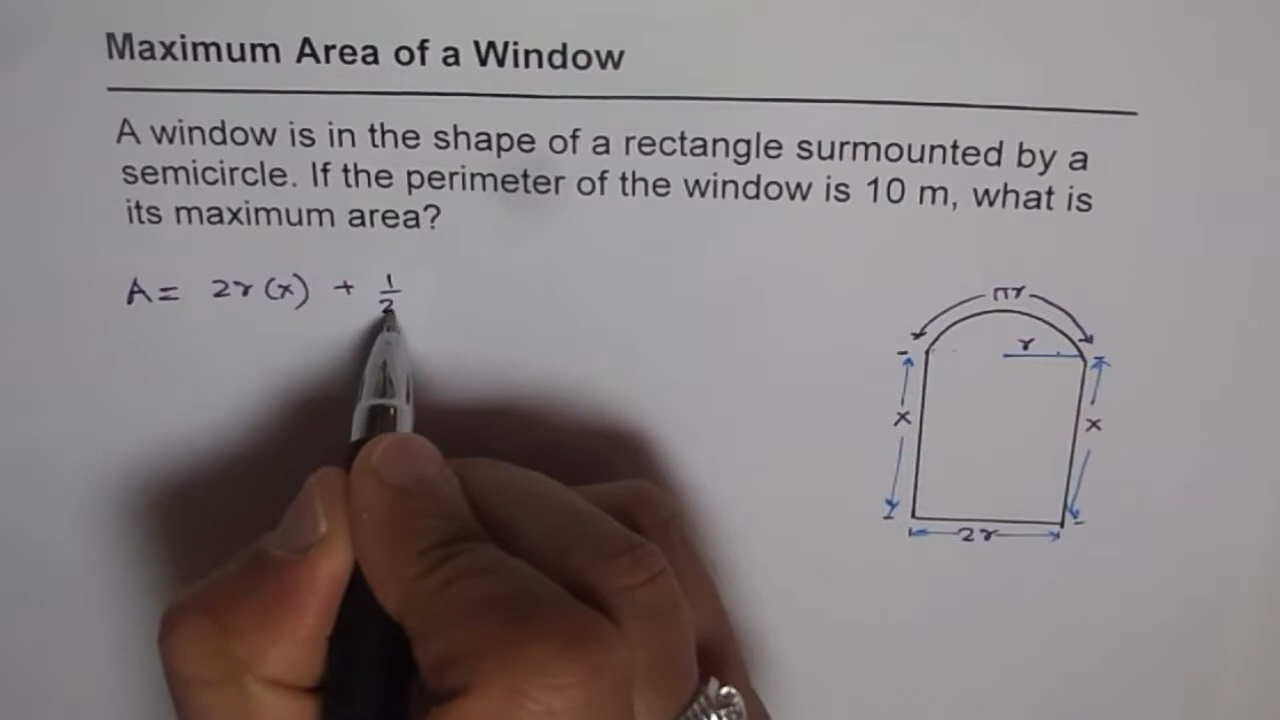 Maximum Area of a Window
A window is in the shape of a rectangle surmounted by a
semicircle. If the perimeter of the window is 10 m, what is
its maximum area?
A = 2r(x) + 1/2
πr
r
x
x
2r